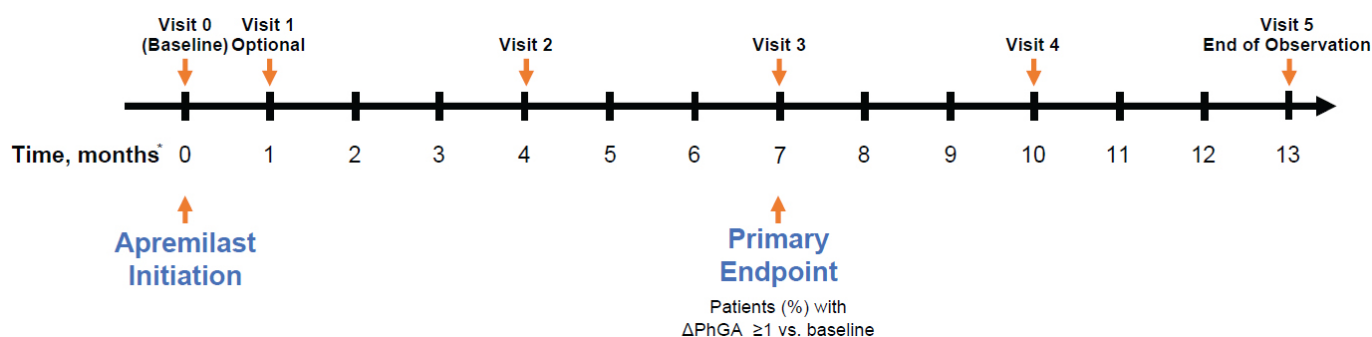 Visit 0
(Baseline)
Visit 1
Optional
Visit 2
Visit 3
Visit 4
Visit 5
End of Observation
Time, months* 0 1 2 3 4 5 6 7 8 9 10 11 12 13
Apremilast
Initiation
Primary
Endpoint
Patients (%) with
ΔPhGA ≥1 vs. baseline